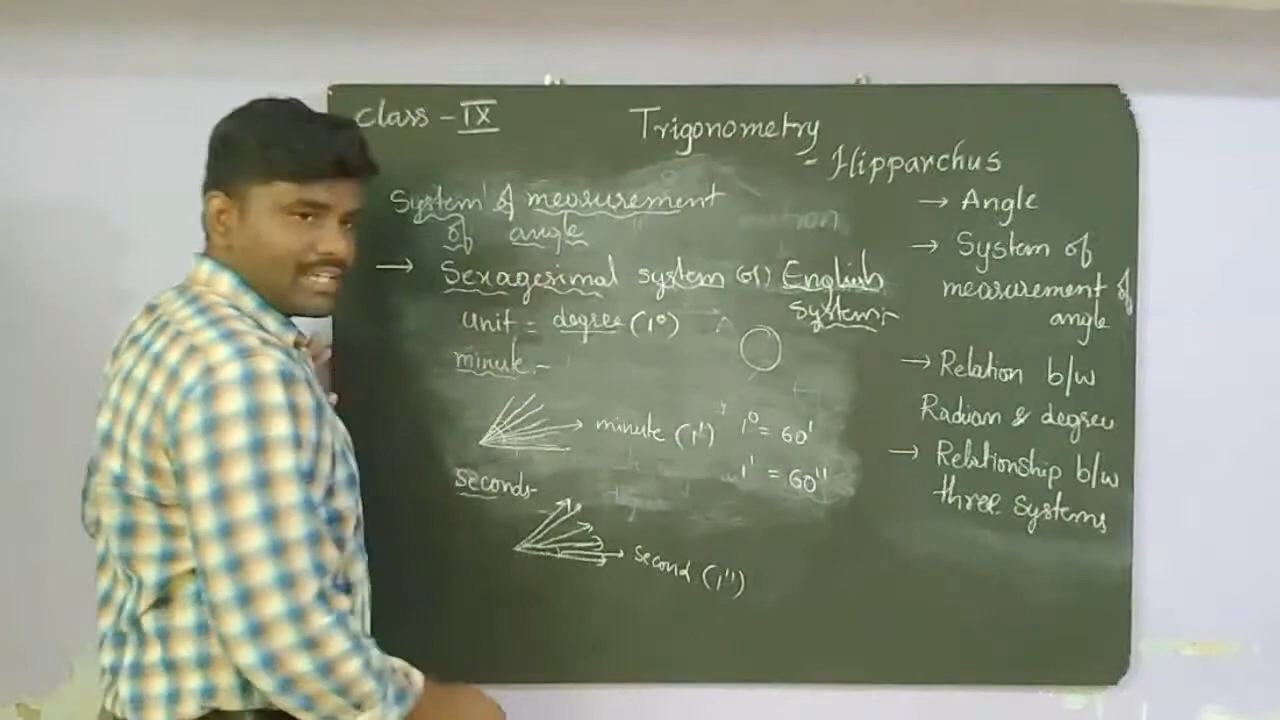 Class - IX
Trigonometry
- Hipparchus
System of measurement
of angle
→ Sexagesimal system (or) English
System:-
Unit = degree (1°)
minute:-
minute (1') 1° = 60'
1' = 60"
Seconds-
Second (1")
→ Angle
→ System of
measurement of
angle
→ Relation b/w
Radian & degree
→ Relationship b/w
three systems